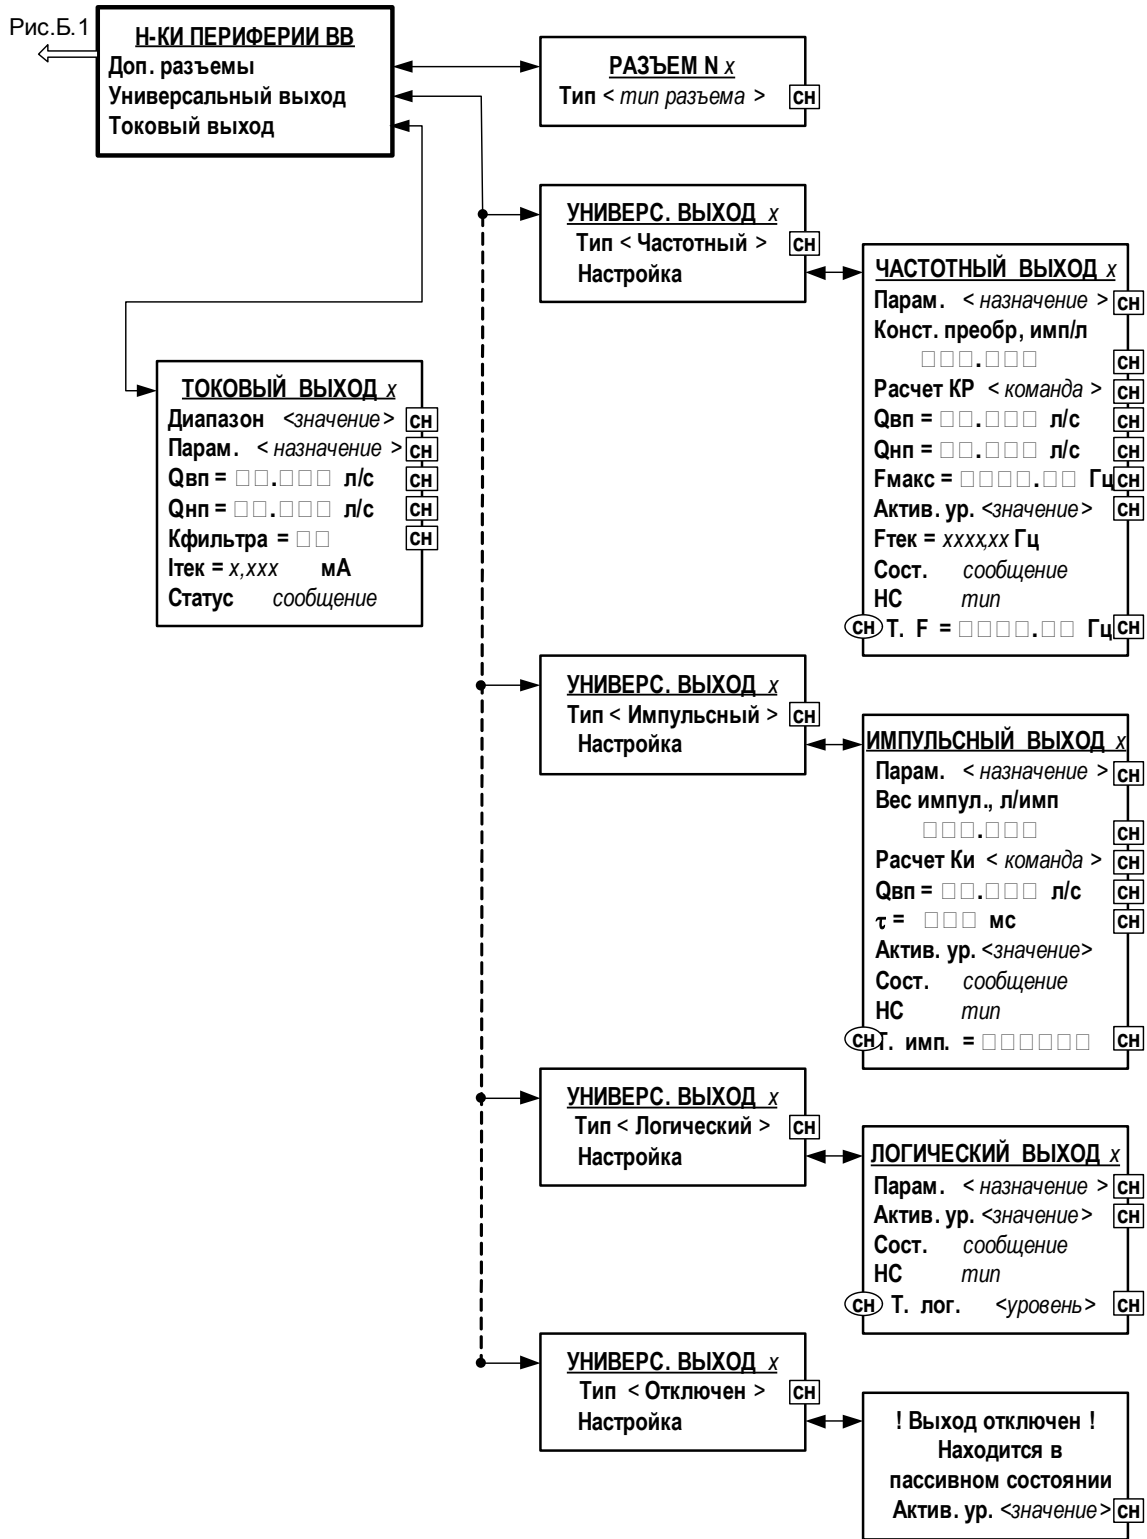 Рис.Б.1
Н-КИ ПЕРИФЕРИИ ВВ
Доп. разъемы
Универсальный выход
Токовый выход
РАЗЪЕМ N x
Тип < тип разъема > СН
УНИВЕРС. ВЫХОД x
Тип < Частотный > СН
Настройка
ЧАСТОТНЫЙ ВЫХОД x
Парам. < назначение > СН
Конст. преобр, имп/л
□□□.□□□ СН
Расчет КР < команда > СН
Qвп = □□.□□□ л/с СН
Qнп = □□.□□□ л/с СН
Fмакс = □□□□.□□ Гц СН
Актив. ур. <значение> СН
Fтек = xxxx,xx Гц
Сост. сообщение
НС тип
СН Т. F = □□□□.□□ Гц СН
ТОКОВЫЙ ВЫХОД x
Диапазон <значение> СН
Парам. < назначение > СН
Qвп = □□.□□□ л/с СН
Qнп = □□.□□□ л/с СН
Кфильтра = □□ СН
Iтек = x,xxx мА
Статус сообщение
УНИВЕРС. ВЫХОД x
Тип < Импульсный > СН
Настройка
ИМПУЛЬСНЫЙ ВЫХОД x
Парам. < назначение > СН
Вес импул., л/имп
□□□.□□□ СН
Расчет Ки < команда > СН
Qвп = □□.□□□ л/с СН
τ = □□□ мс СН
Актив. ур. <значение>
Сост. сообщение
НС тип
СН Т. имп. = □□□□□□ СН
УНИВЕРС. ВЫХОД x
Тип < Логический > СН
Настройка
ЛОГИЧЕСКИЙ ВЫХОД x
Парам. < назначение > СН
Актив. ур. <значение> СН
Сост. сообщение
НС тип
СН Т. лог. <уровень> СН
УНИВЕРС. ВЫХОД x
Тип < Отключен > СН
Настройка
! Выход отключен !
Находится в
пассивном состоянии
Актив. ур. <значение> СН